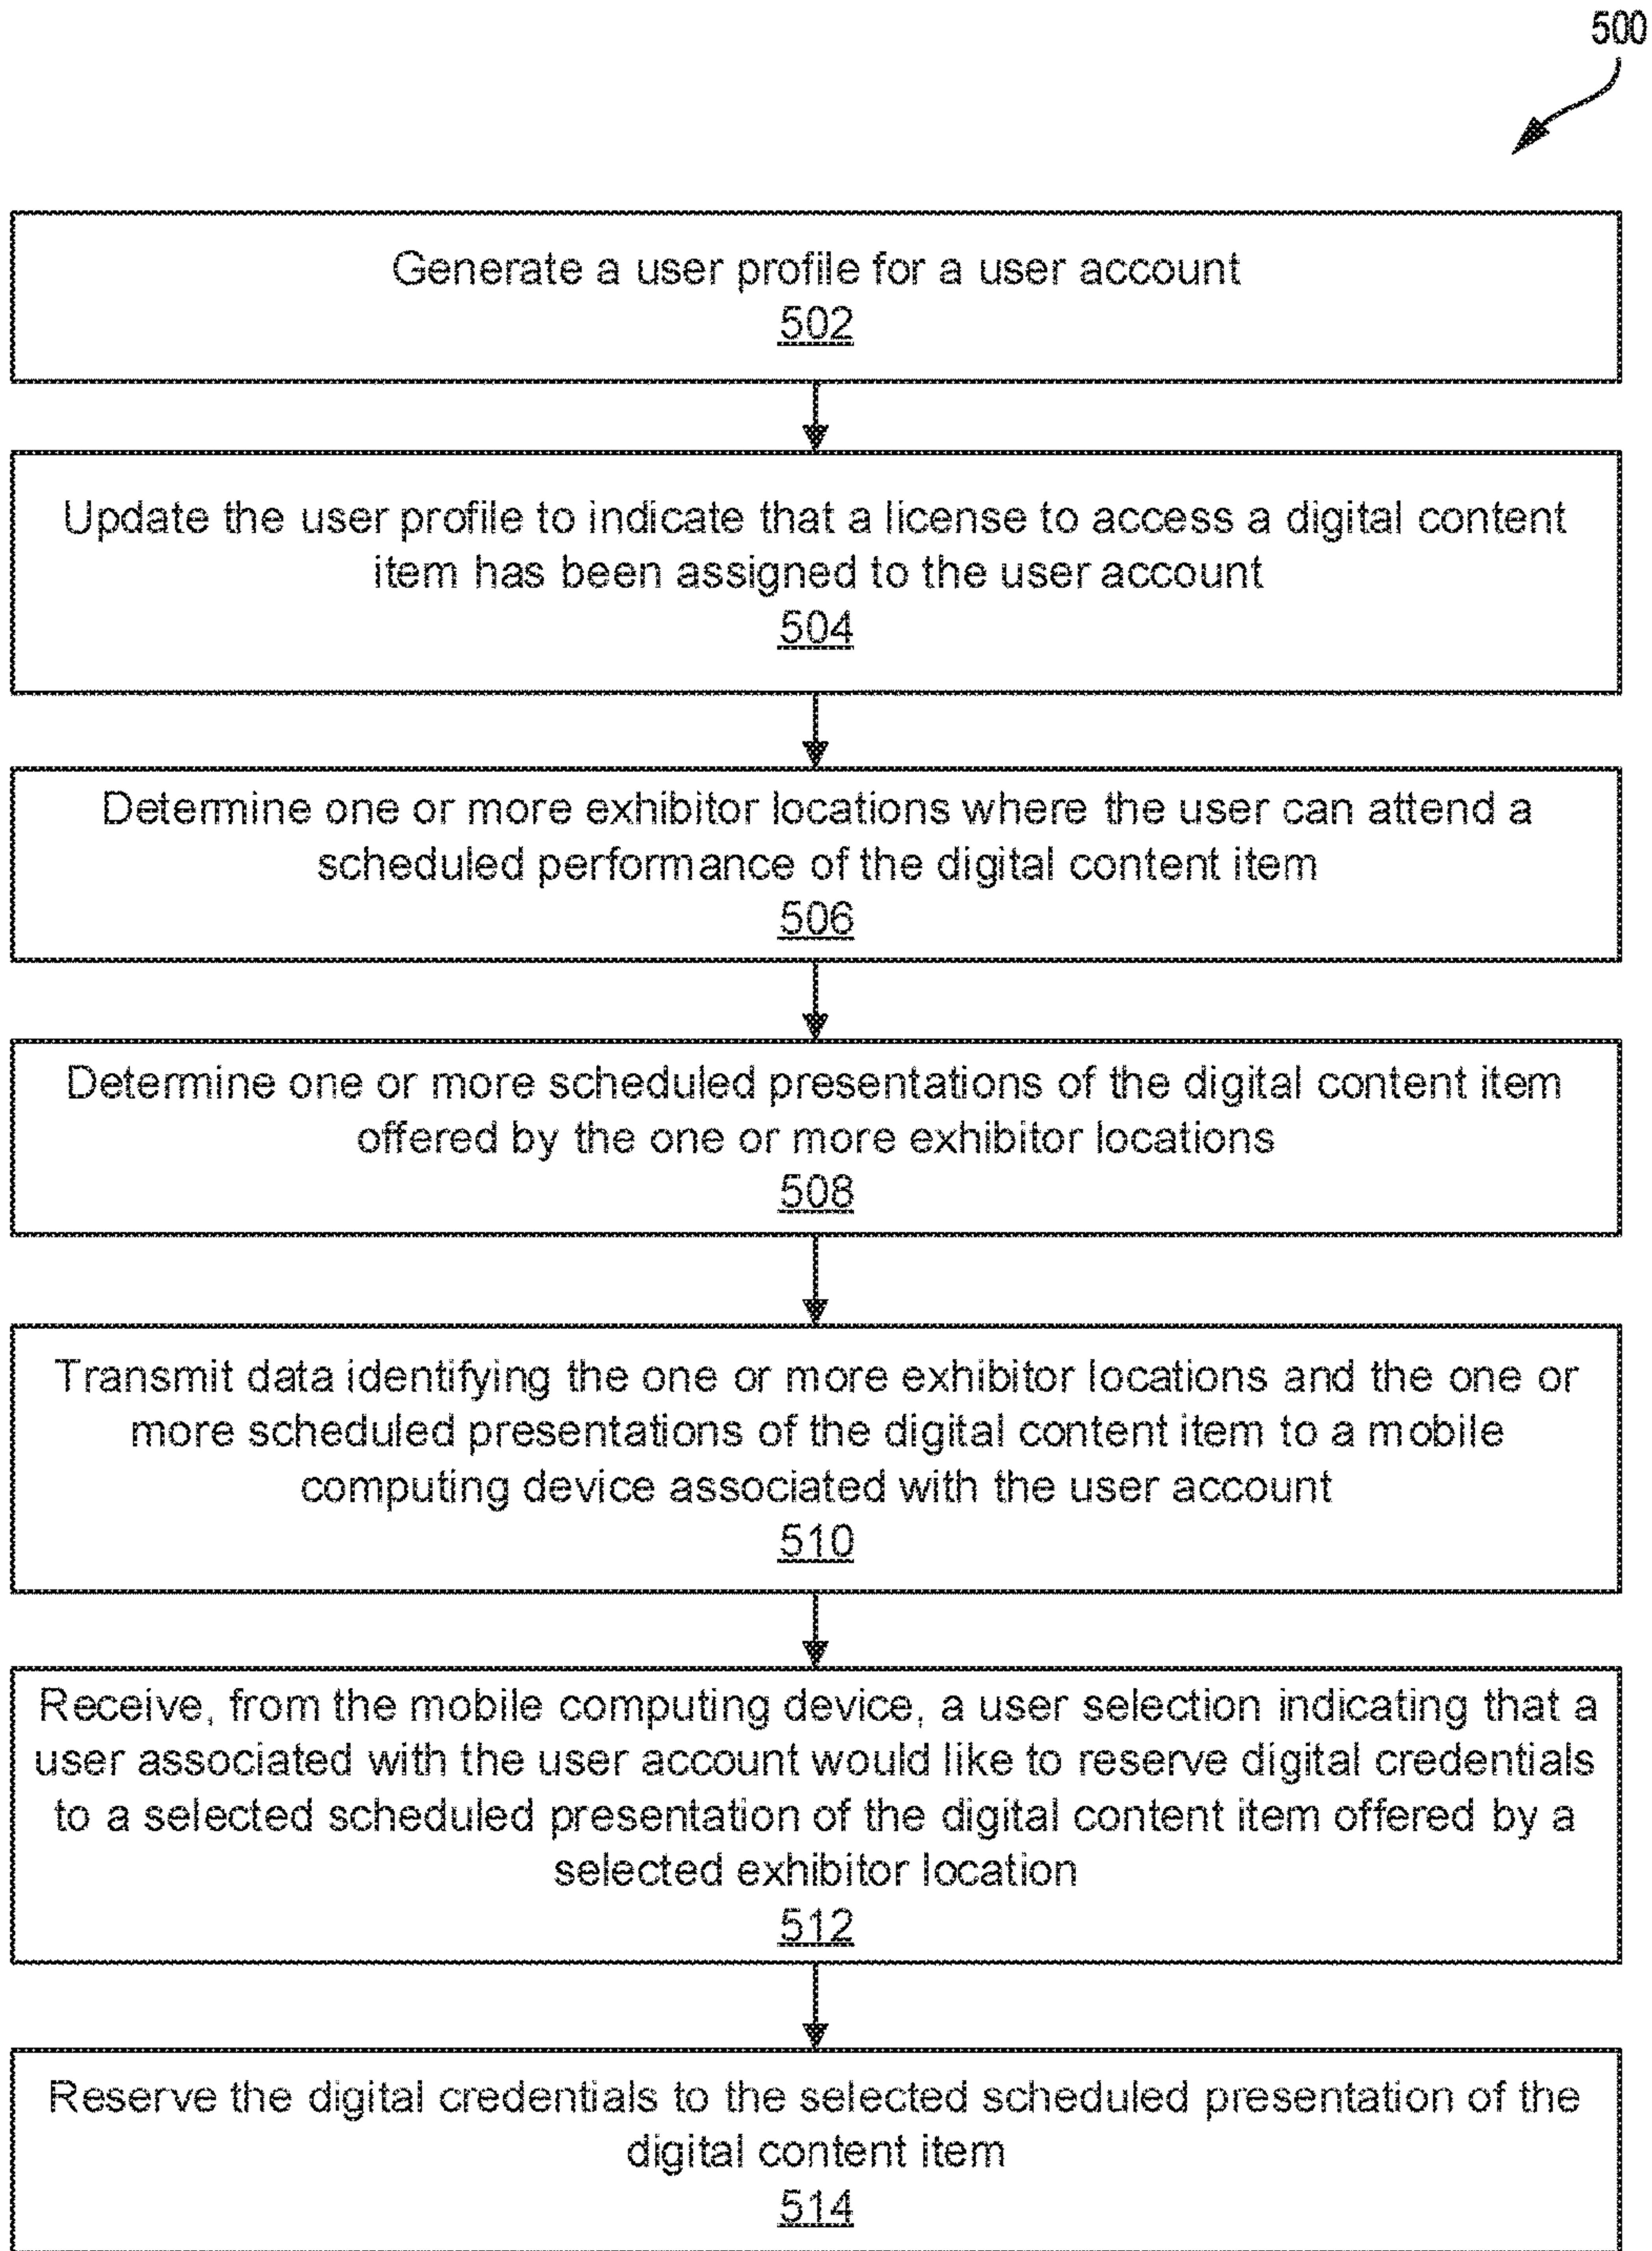 500
Generate a user profile for a user account
502
Update the user profile to indicate that a license to access a digital content
item has been assigned to the user account
504
Determine one or more exhibitor locations where the user can attend a
scheduled performance of the digital content item
506
Determine one or more scheduled presentations of the digital content item
offered by the one or more exhibitor locations
508
Transmit data identifying the one or more exhibitor locations and the one or
more scheduled presentations of the digital content item to a mobile
computing device associated with the user account
510
Receive, from the mobile computing device, a user selection indicating that a
user associated with the user account would like to reserve digital credentials
to a selected scheduled presentation of the digital content item offered by a
selected exhibitor location
512
Reserve the digital credentials to the selected scheduled presentation of the
digital content item
514